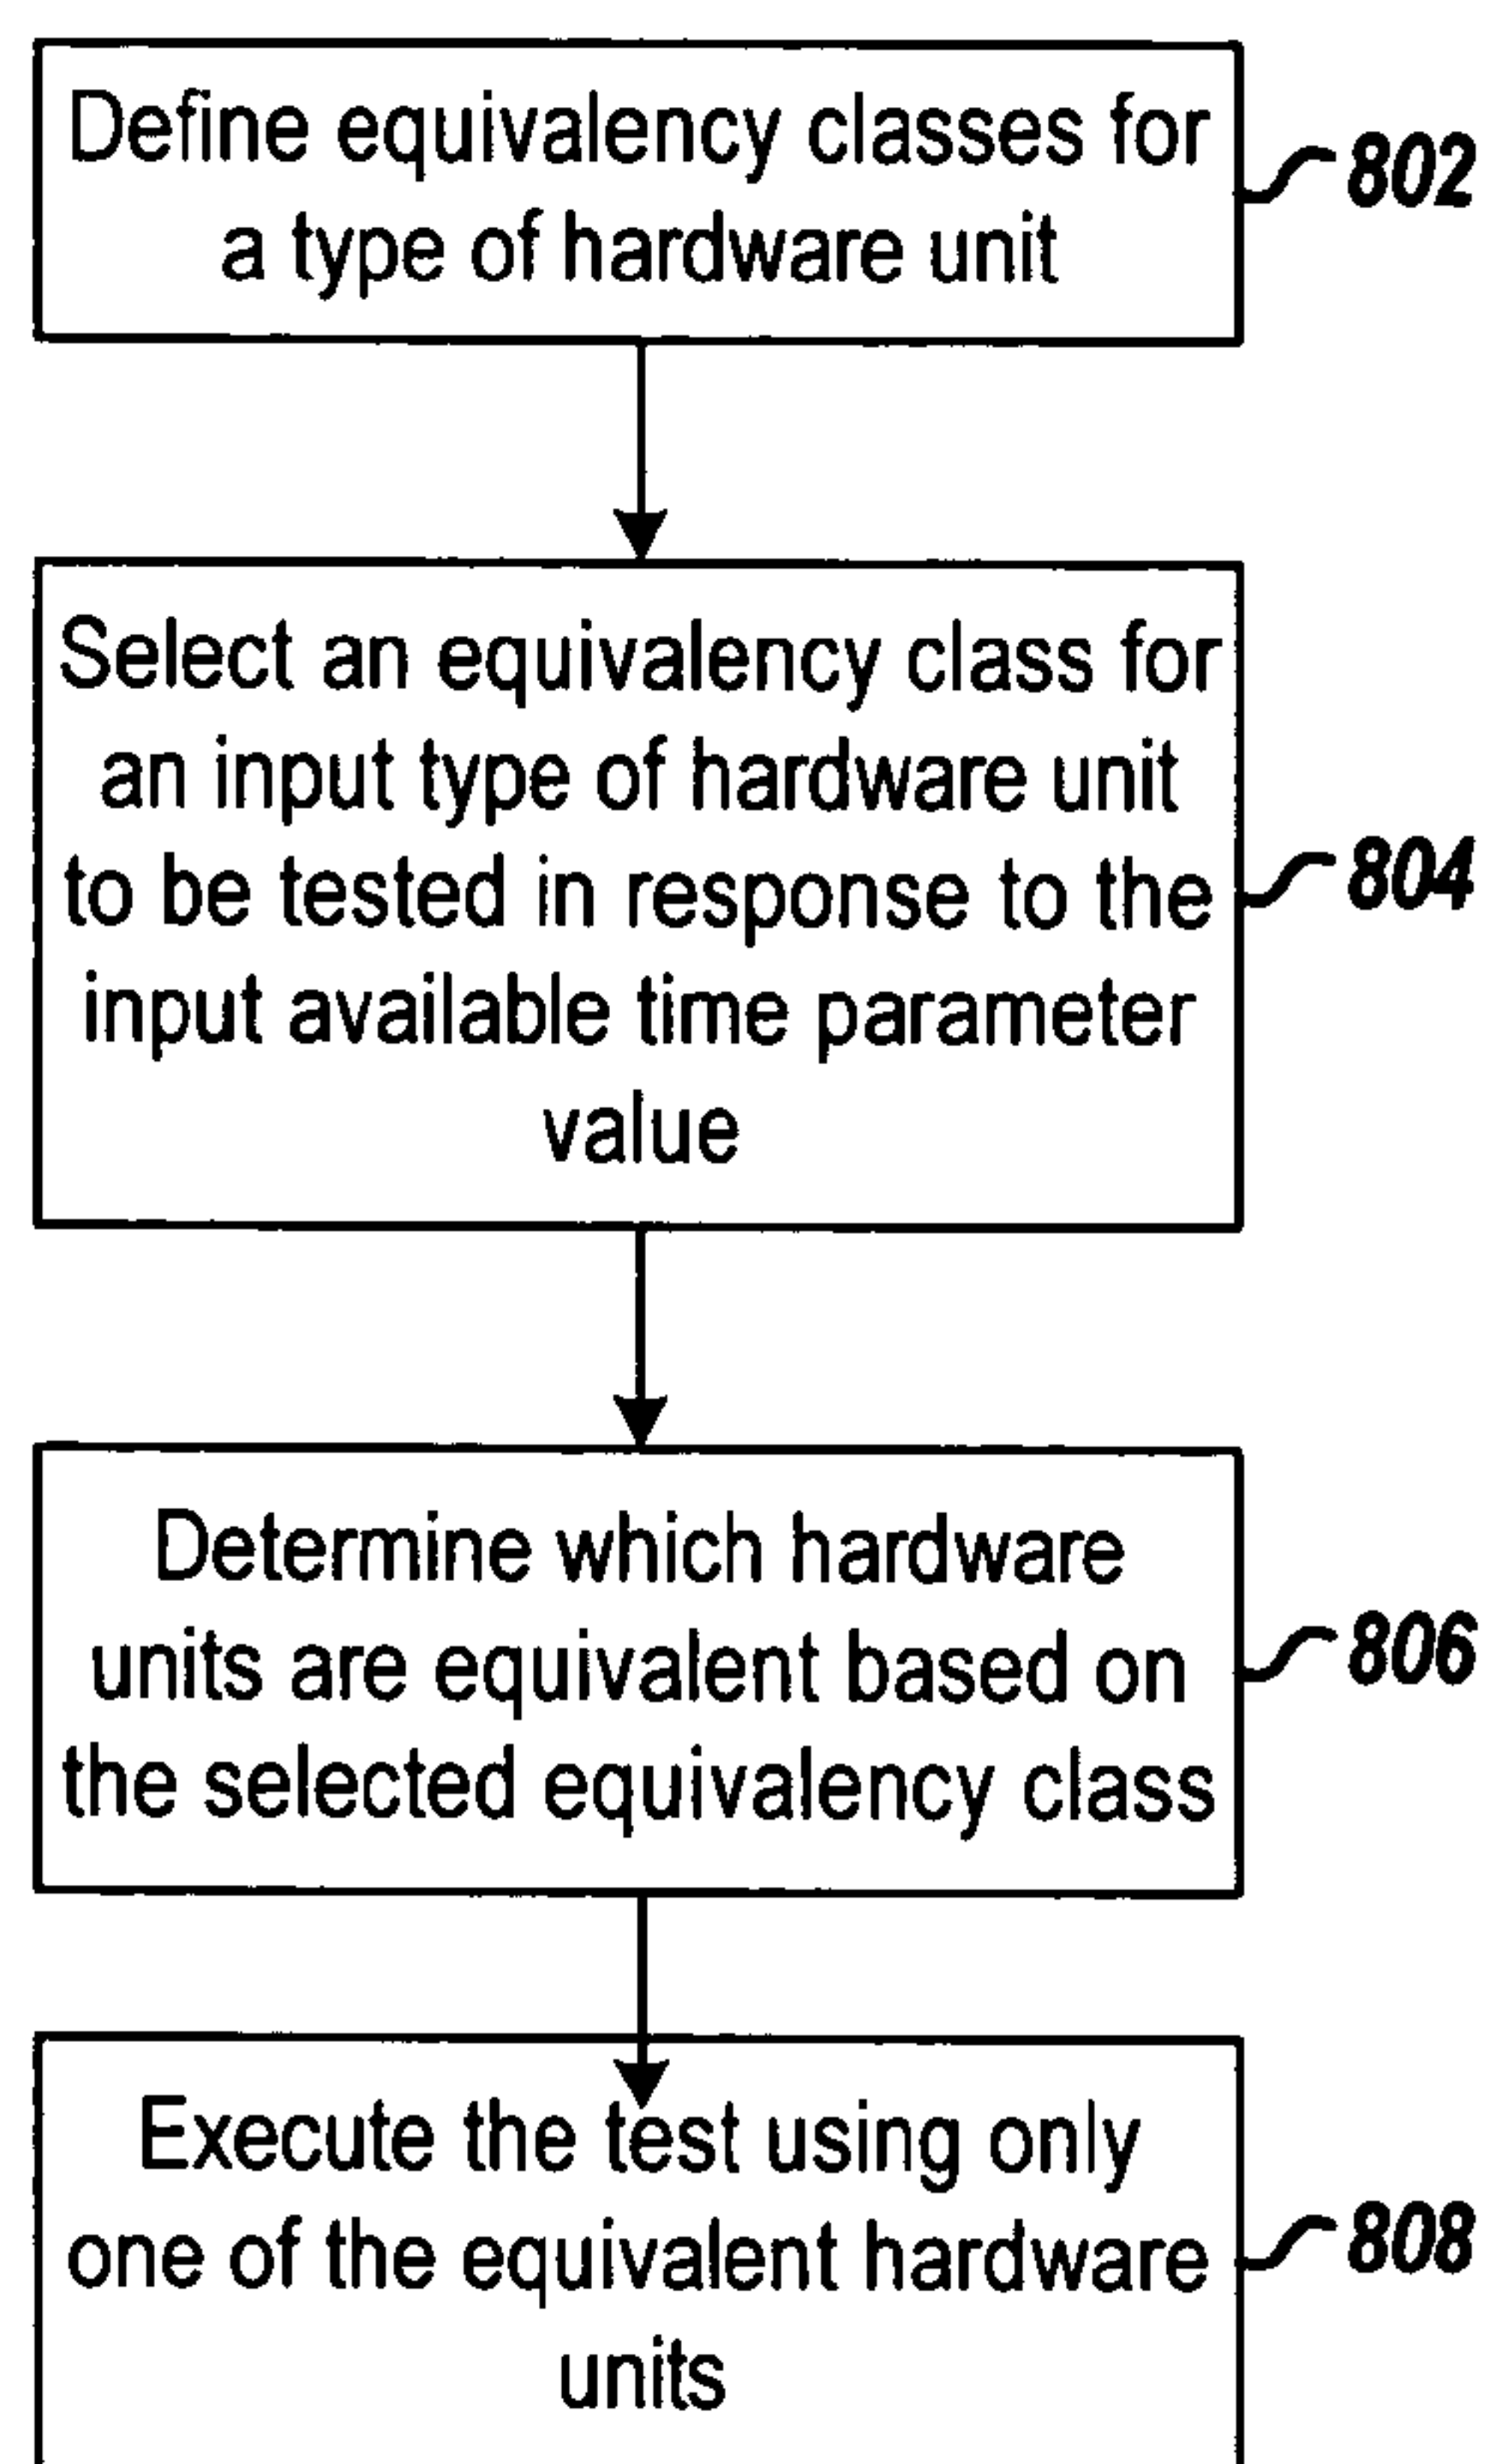 Define equivalency classes for
a type of hardware unit
802
Select an equivalency class for
an input type of hardware unit
to be tested in response to the
input available time parameter
value
804
Determine which hardware
units are equivalent based on
the selected equivalency class
806
Execute the test using only
one of the equivalent hardware
units
808